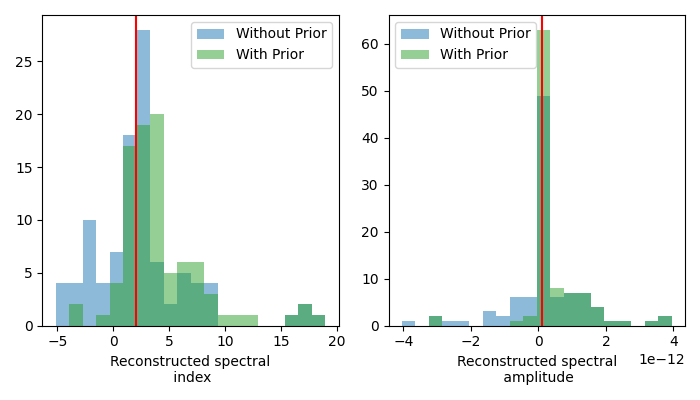 Without Prior
With Prior
25
20
15
10
5
0
−5
0
5
10
15
20
Reconstructed spectral
index
Without Prior
With Prior
60
50
40
30
20
10
0
−4
−2
0
2
4
1e−12
Reconstructed spectral
amplitude